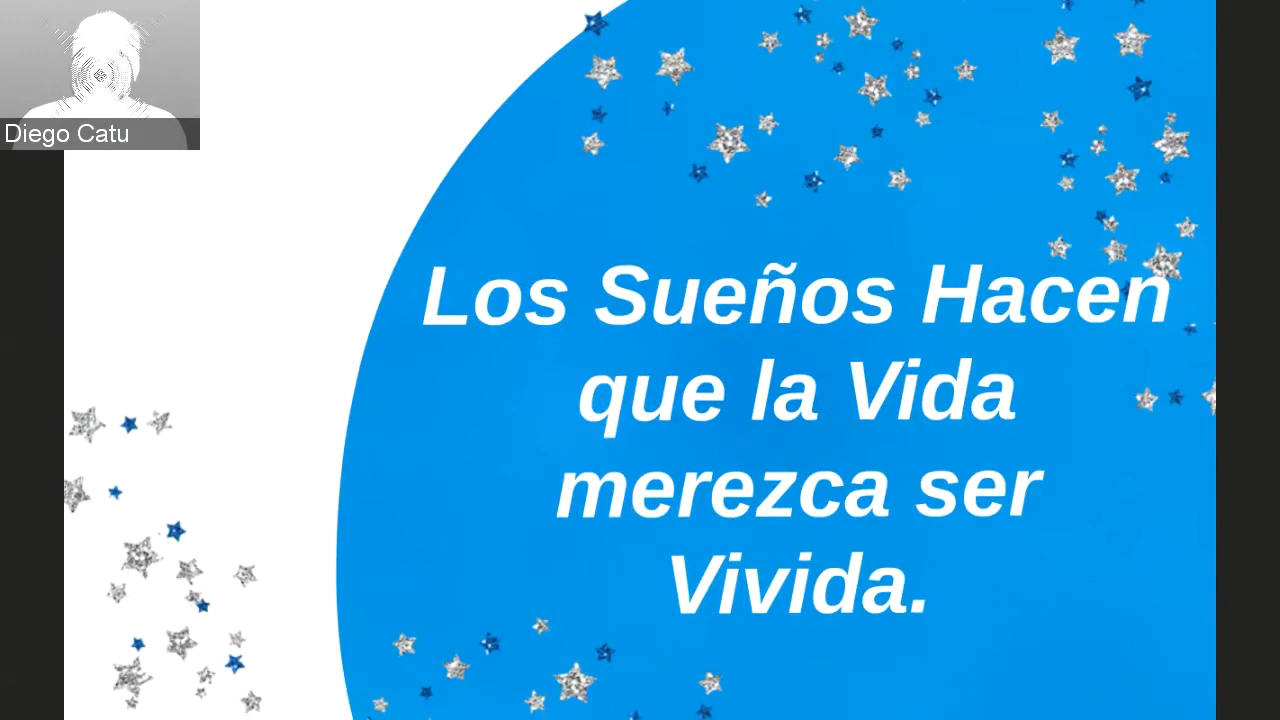 Diego Catu
Los Sueños Hacen
que la Vida
merezca ser
Vivida.